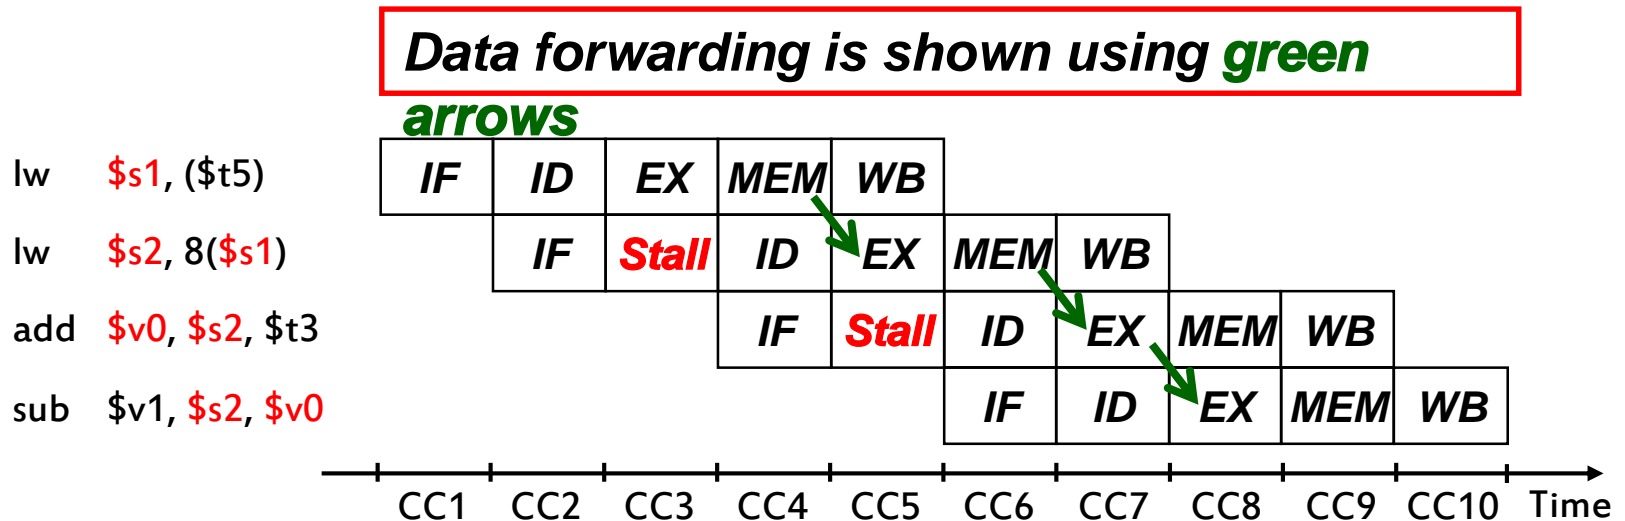 Data forwarding is shown using green
arrows
lw $s1, ($t5) IF ID EX MEM WB
lw $s2, 8($s1) IF Stall ID EX MEM WB
add $v0, $s2, $t3 IF Stall ID EX MEM WB
sub $v1, $s2, $v0 IF ID EX MEM WB
CC1 CC2 CC3 CC4 CC5 CC6 CC7 CC8 CC9 CC10 Time